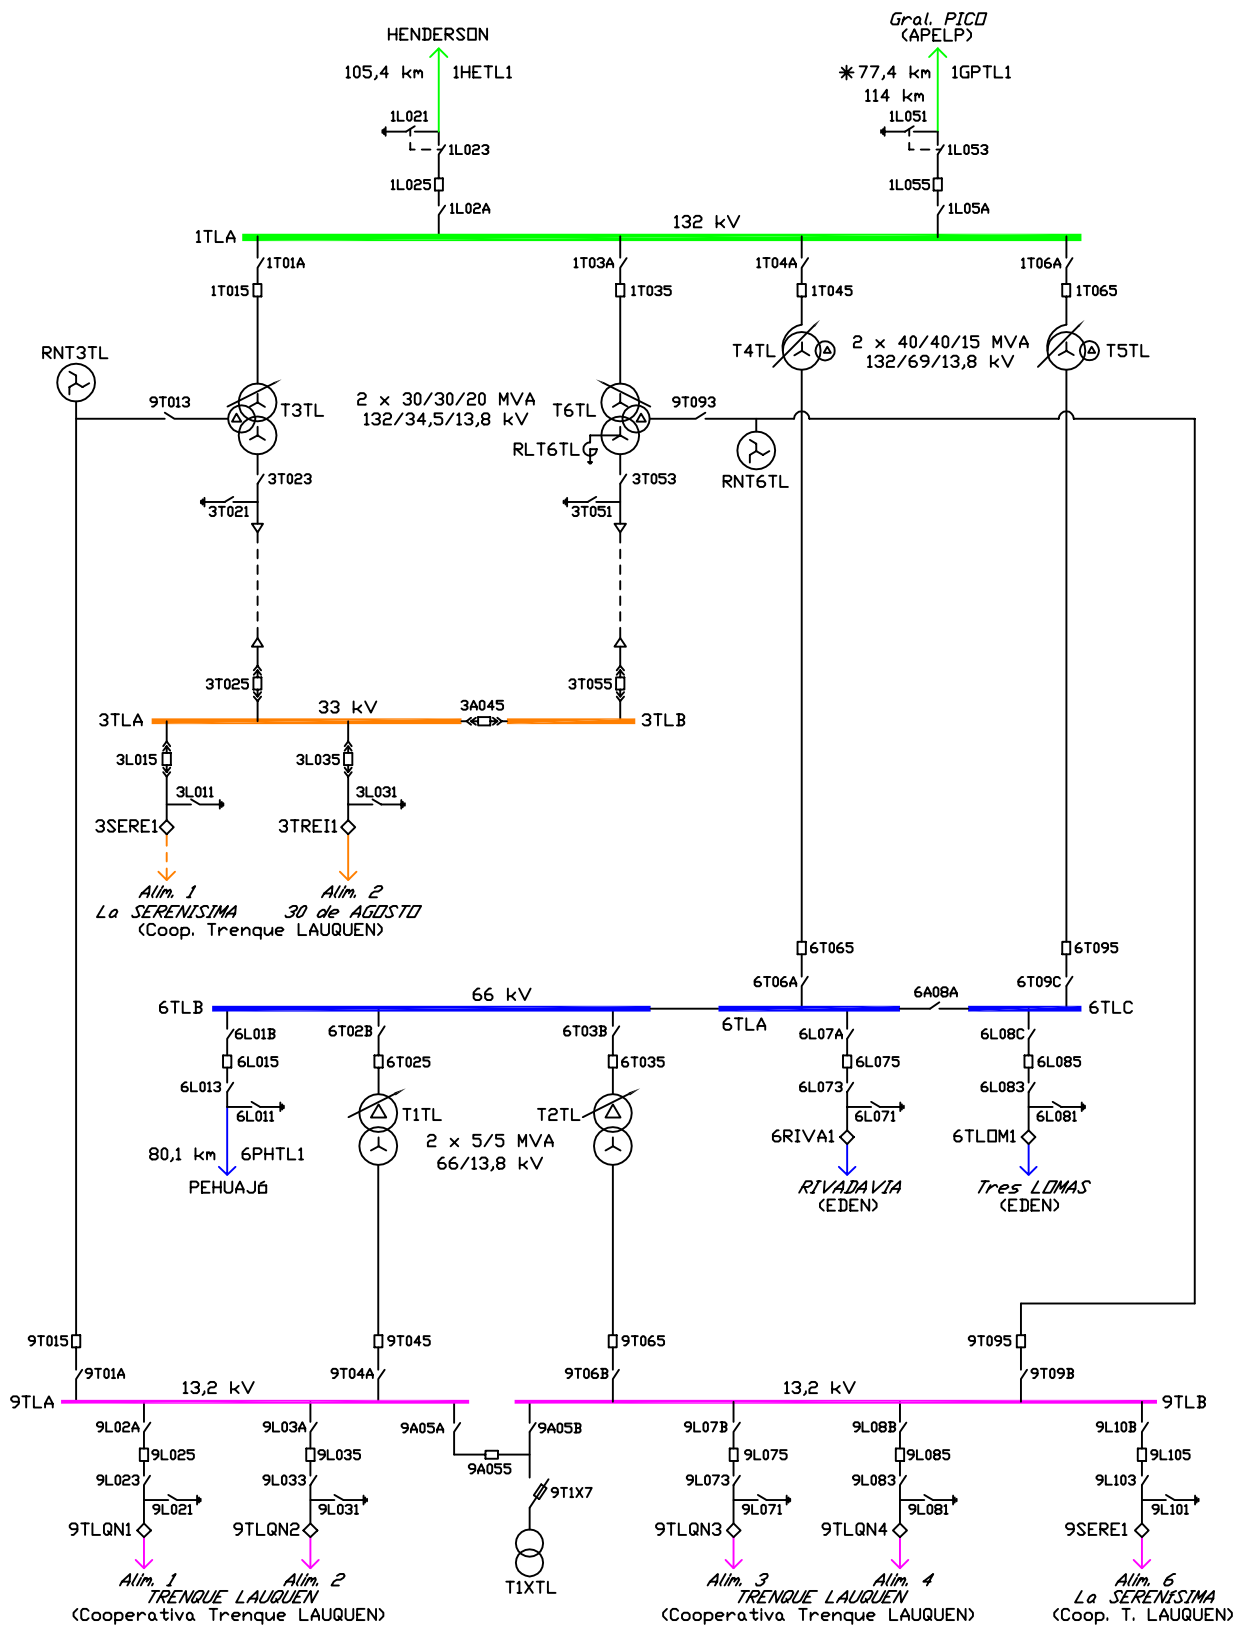 Gral. PICO
(APELP)
HENDERSON
105,4 km
1HETL1
*77,4 km
1GPTL1
114 km
1L021
1L023
1L025
1L02A
1L051
1L053
1L055
1L05A
1TLA
132 kV
1T01A
1T015
1T03A
1T035
1T04A
1T045
1T06A
1T065
RNT3TL
T4TL
2 x 40/40/15 MVA
132/69/13,8 kV
T5TL
9T013
T3TL
2 x 30/30/20 MVA
132/34,5/13,8 kV
T6TL
9T093
RLT6TL
RNT6TL
3T023
3T021
3T053
3T051
3T025
3T055
3TLA
33 kV
3A045
3TLB
3L015
3L035
3L011
3L031
3SERE1
3TREI1
Alim. 1
La SERENISIMA
Alim. 2
30 de AGOSTO
(Coop. Trenque LAUQUEN)
6T065
6T095
6T06A
6T09C
6TLB
66 kV
6TLA
6A08A
6TLC
6L01B
6T02B
6T03B
6L07A
6L08C
6L015
6T025
6T035
6L075
6L085
6L013
6L073
6L083
6L011
6L071
6L081
T1TL
2 x 5/5 MVA
66/13,8 kV
T2TL
6RIVA1
6TLOM1
80,1 km
6PHTL1
PEHUAJ6
RIVADAVIA
(EDEN)
Tres LOMAS
(EDEN)
9T015
9T045
9T065
9T095
9T01A
9T04A
9T06B
9T09B
9TLA
13,2 kV
13,2 kV
9TLB
9L02A
9L03A
9A05A
9A05B
9L07B
9L08B
9L10B
9L025
9L035
9A055
9L075
9L085
9L105
9L023
9L033
9T1X7
9L073
9L083
9L103
9L021
9L031
9L071
9L081
9L101
9TLQN1
9TLQN2
9TLQN3
9TLQN4
9SERE1
T1XTL
Alim. 1
Alim. 2
TRENQUE LAUQUEN
(Cooperativa Trenque LAUQUEN)
Alim. 3
Alim. 4
TRENQUE LAUQUEN
(Cooperativa Trenque LAUQUEN)
Alim. 6
La SERENíSIMA
(Coop. T. LAUQUEN)